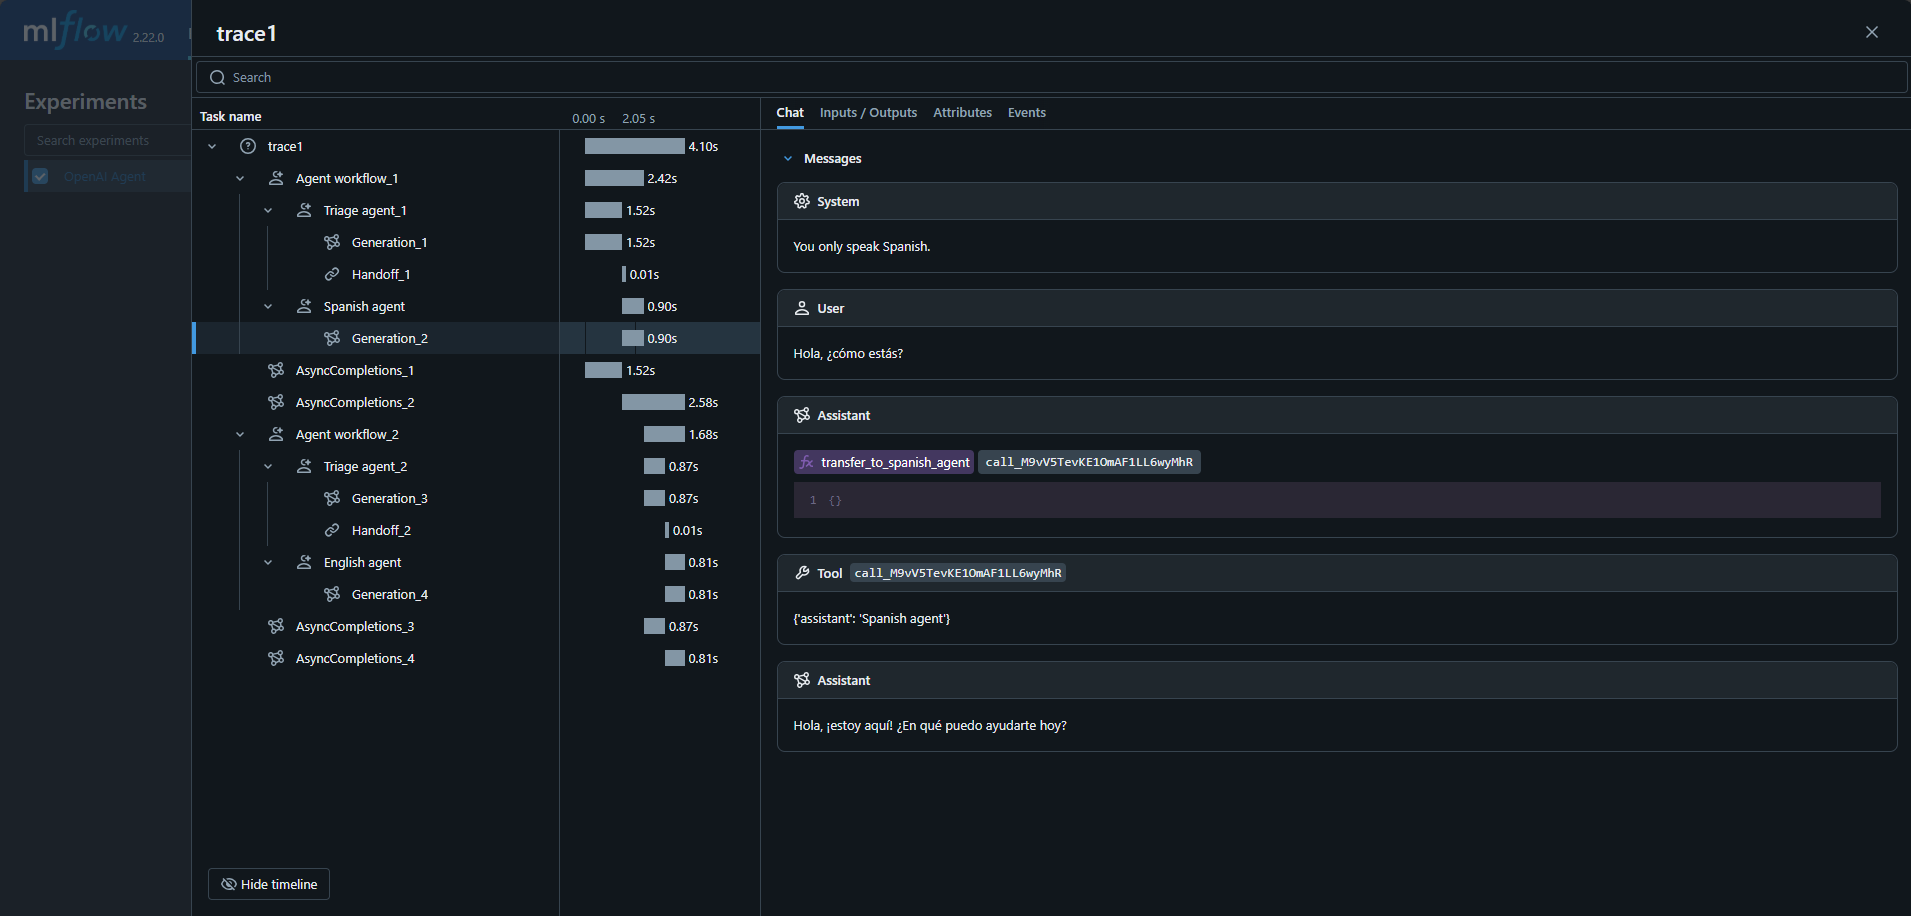 mlflow 2.22.0
trace1
Search
Experiments
Search experiments
OpenAI Agent
Task name
0.00 s 2.05 s
trace1 4.10s
Agent workflow_1 2.42s
Triage agent_1 1.52s
Generation_1 1.52s
Handoff_1 0.01s
Spanish agent 0.90s
Generation_2 0.90s
AsyncCompletions_1 1.52s
AsyncCompletions_2 2.58s
Agent workflow_2 1.68s
Triage agent_2 0.87s
Generation_3 0.87s
Handoff_2 0.01s
English agent 0.81s
Generation_4 0.81s
AsyncCompletions_3 0.87s
AsyncCompletions_4 0.81s
Hide timeline
Chat Inputs / Outputs Attributes Events
Messages
System
You only speak Spanish.
User
Hola, ¿cómo estás?
Assistant
fx transfer_to_spanish_agent call_M9vV5TevKE1OmAF1LL6wyMhR
1 {}
Tool call_M9vV5TevKE1OmAF1LL6wyMhR
{'assistant': 'Spanish agent'}
Assistant
Hola, ¡estoy aquí! ¿En qué puedo ayudarte hoy?